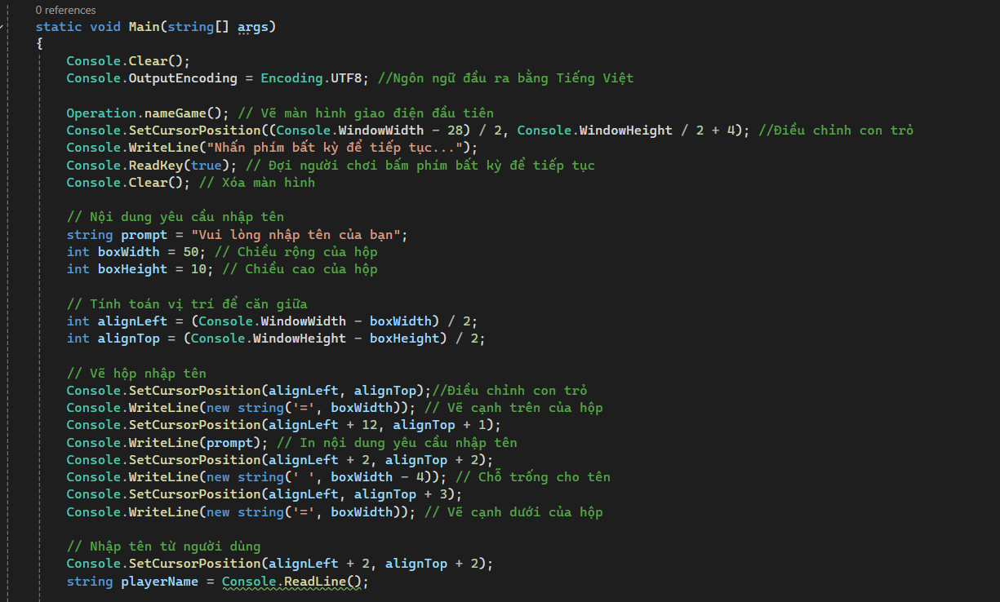 0 references
static void Main(string[] args)
{
Console.Clear();
Console.OutputEncoding = Encoding.UTF8; //Ngôn ngữ đầu ra bằng Tiếng Việt
Operation.nameGame(); // Vẽ màn hình giao diện đầu tiên
Console.SetCursorPosition((Console.WindowWidth - 28) / 2, Console.WindowHeight / 2 + 4); //Điều chỉnh con trỏ
Console.WriteLine("Nhấn phím bất kỳ để tiếp tục...");
Console.ReadKey(true); // Đợi người chơi bấm phím bất kỳ để tiếp tục
Console.Clear(); // Xóa màn hình
// Nội dung yêu cầu nhập tên
string prompt = "Vui lòng nhập tên của bạn";
int boxWidth = 50; // Chiều rộng của hộp
int boxHeight = 10; // Chiều cao của hộp
// Tính toán vị trí để căn giữa
int alignLeft = (Console.WindowWidth - boxWidth) / 2;
int alignTop = (Console.WindowHeight - boxHeight) / 2;
// Vẽ hộp nhập tên
Console.SetCursorPosition(alignLeft, alignTop);//Điều chỉnh con trỏ
Console.WriteLine(new string('=', boxWidth)); // Vẽ cạnh trên của hộp
Console.SetCursorPosition(alignLeft + 12, alignTop + 1);
Console.WriteLine(prompt); // In nội dung yêu cầu nhập tên
Console.SetCursorPosition(alignLeft + 2, alignTop + 2);
Console.WriteLine(new string(' ', boxWidth - 4)); // Chỗ trống cho tên
Console.SetCursorPosition(alignLeft, alignTop + 3);
Console.WriteLine(new string('=', boxWidth)); // Vẽ cạnh dưới của hộp
// Nhập tên từ người dùng
Console.SetCursorPosition(alignLeft + 2, alignTop + 2);
string playerName = Console.ReadLine();